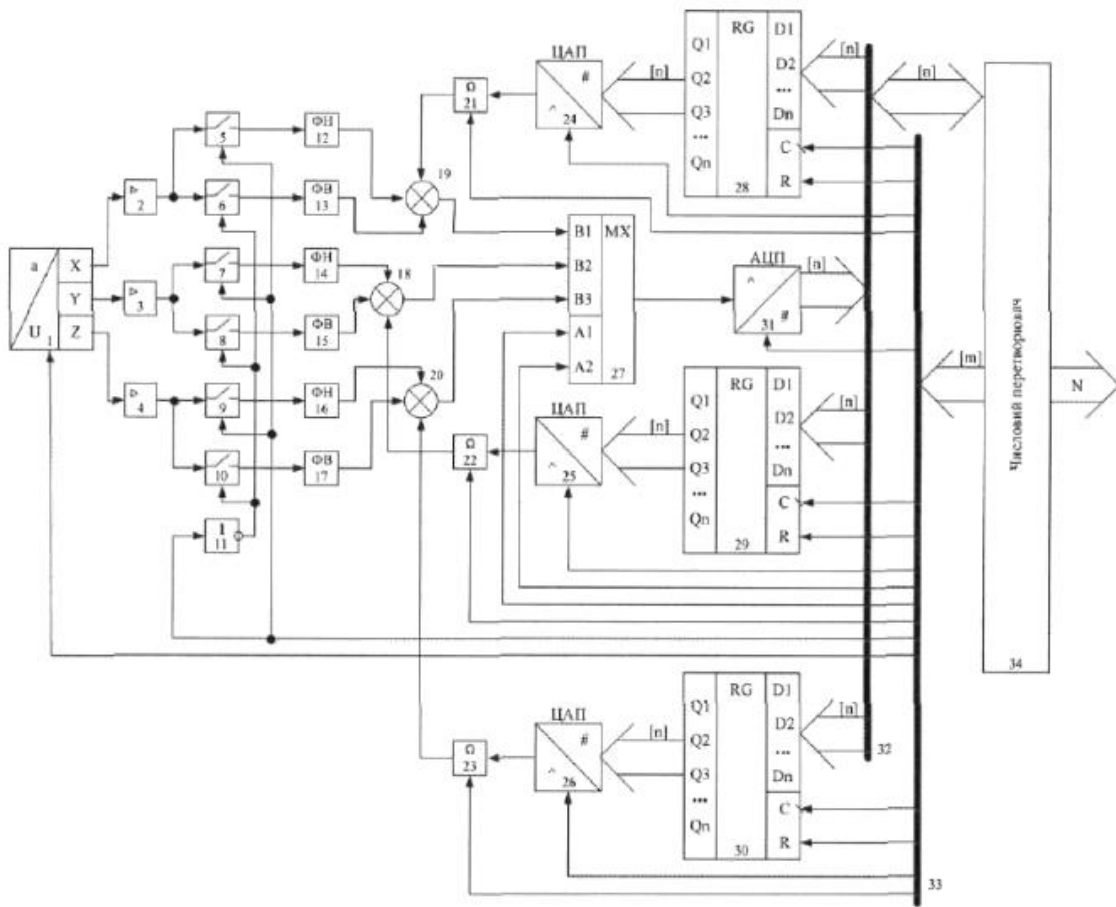 ЦАП
#
^
24
[n]
Q1
Q2
Q3
...
Qn
RG
28
D1
D2
...
Dn
C
R
[n]
[n]
Ω
21
5
ФН
12
19
6
ФВ
13
7
ФН
14
18
8
ФВ
15
9
ФН
16
20
10
ФВ
17
1
11
2
3
4
a
U
1
X
Y
Z
B1
B2
B3
A1
A2
MX
27
АЦП
^
#
31
[n]
[m]
N
Числовий перетворювач
34
ЦАП
#
^
25
[n]
Ω
22
Q1
Q2
Q3
...
Qn
RG
29
D1
D2
...
Dn
C
R
[n]
ЦАП
#
^
26
[n]
Ω
23
Q1
Q2
Q3
...
Qn
RG
30
D1
D2
...
Dn
C
R
[n]
32
33